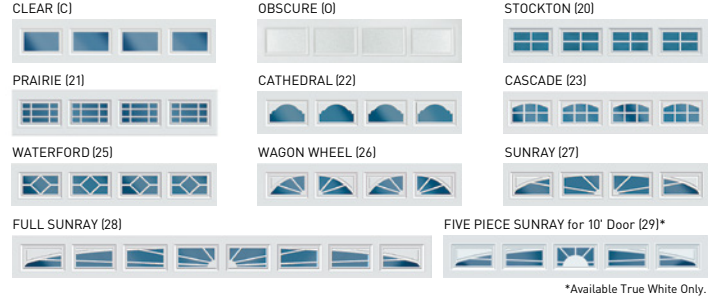 CLEAR (C)
OBSCURE (O)
STOCKTON (20)
PRAIRIE (21)
CATHEDRAL (22)
CASCADE (23)
WATERFORD (25)
WAGON WHEEL (26)
SUNRAY (27)
FULL SUNRAY (28)
FIVE PIECE SUNRAY for 10' Door (29)*
*Available True White Only.